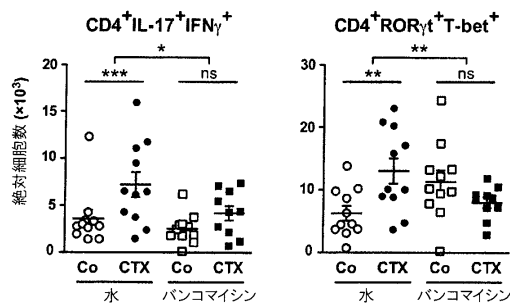 CD4+IL-17+IFNγ+
*
***
ns
絶対細胞数 (×10³)
20
15
10
5
0
Co CTX Co CTX
水 バンコマイシン
CD4+RORγt+T-bet+
**
**
ns
30
20
10
0
Co CTX Co CTX
水 バンコマイシン